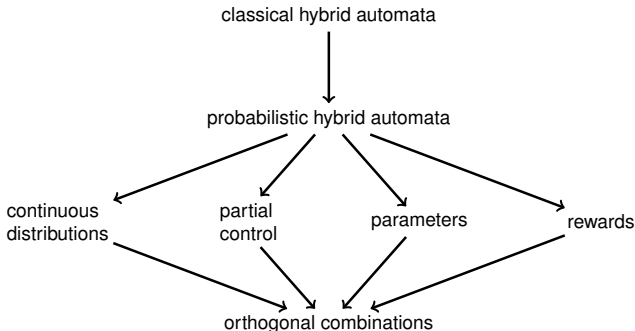 classical hybrid automata
probabilistic hybrid automata
continuous
distributions
partial
control
parameters
rewards
orthogonal combinations